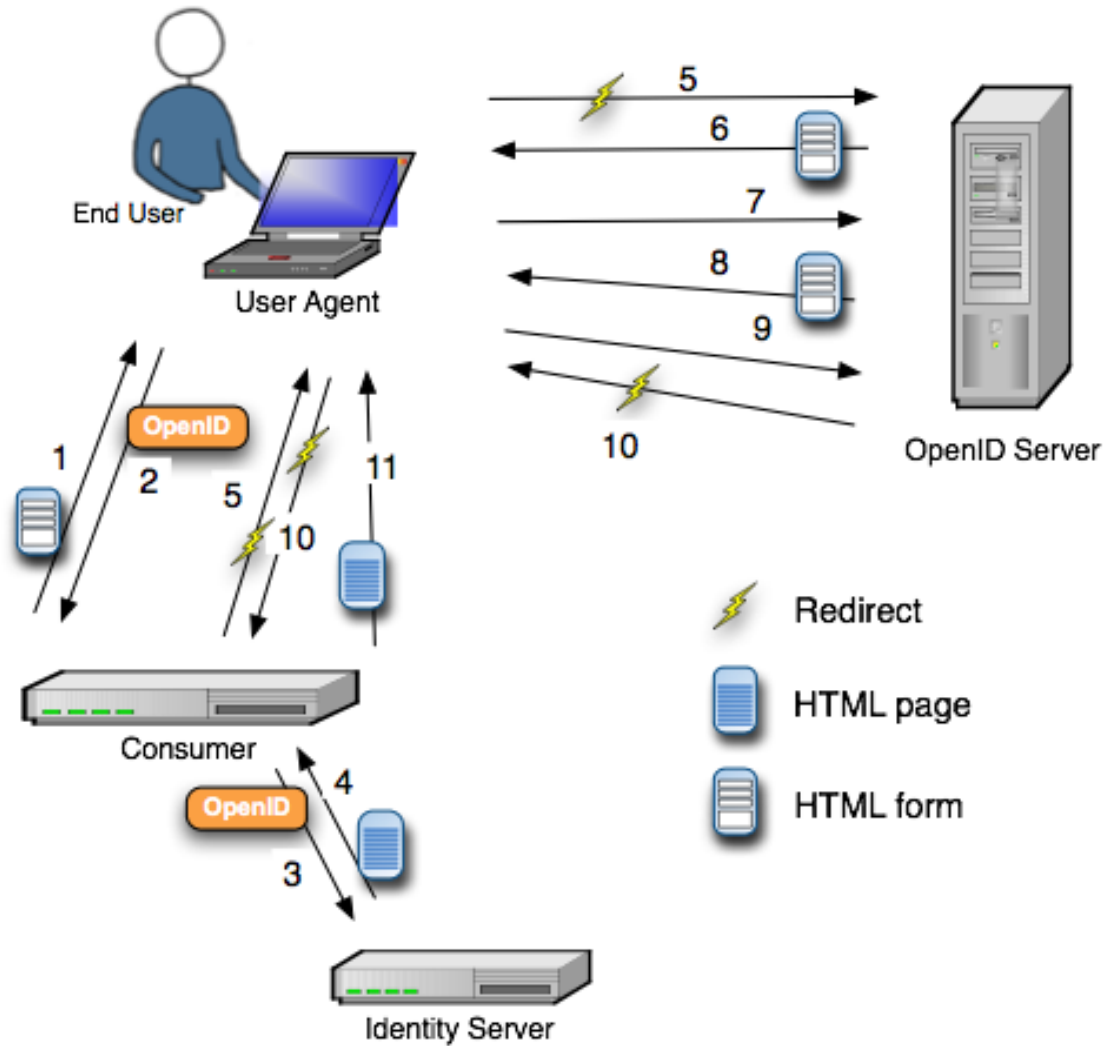 5
6
End User
7
8
User Agent
9
OpenID
10
OpenID Server
1
2
5
11
10
Redirect
HTML page
Consumer
4
OpenID
HTML form
3
Identity Server